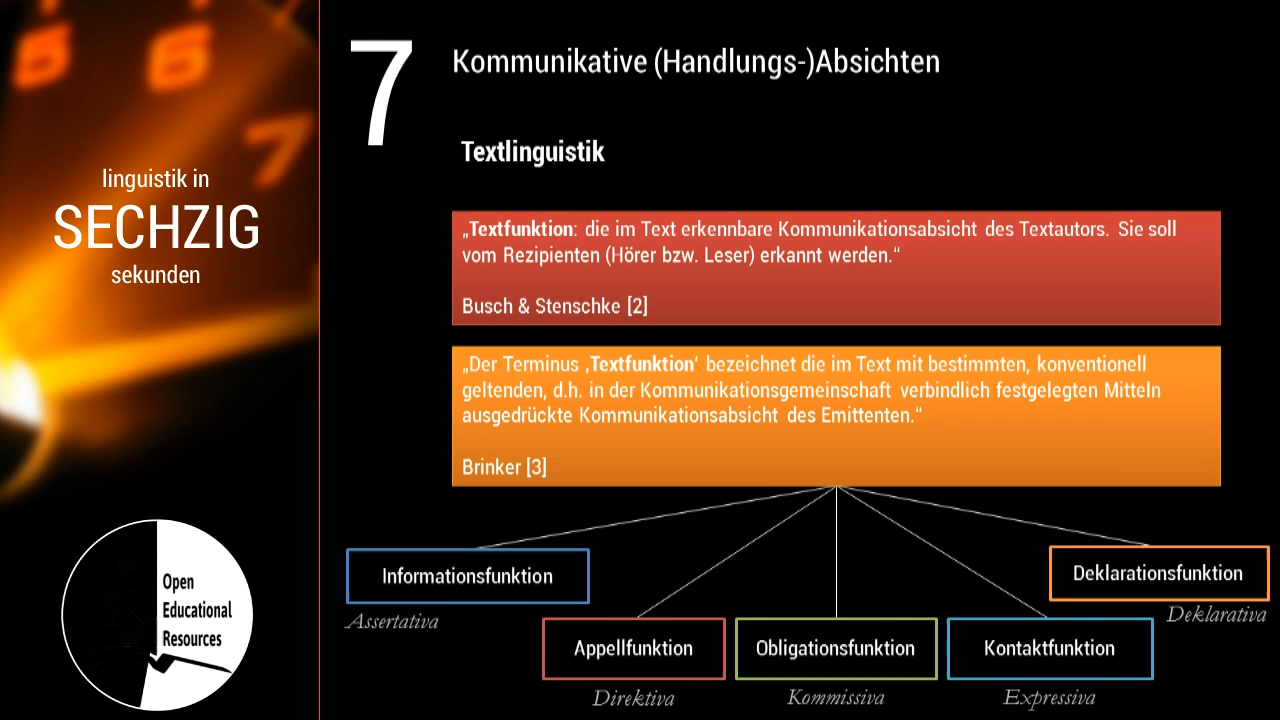 5
6
7
linguistik in
SECHZIG
sekunden
Open
Educational
Resources
7
Kommunikative (Handlungs-)Absichten
Textlinguistik
„Textfunktion: die im Text erkennbare Kommunikationsabsicht des Textautors. Sie soll
vom Rezipienten (Hörer bzw. Leser) erkannt werden.“
Busch & Stenschke [2]
„Der Terminus ‚Textfunktion‘ bezeichnet die im Text mit bestimmten, konventionell
geltenden, d.h. in der Kommunikationsgemeinschaft verbindlich festgelegten Mitteln
ausgedrückte Kommunikationsabsicht des Emittenten.“
Brinker [3]
Informationsfunktion
Assertativa
Appellfunktion
Direktiva
Obligationsfunktion
Kommissiva
Kontaktfunktion
Expressiva
Deklarationsfunktion
Deklarativa